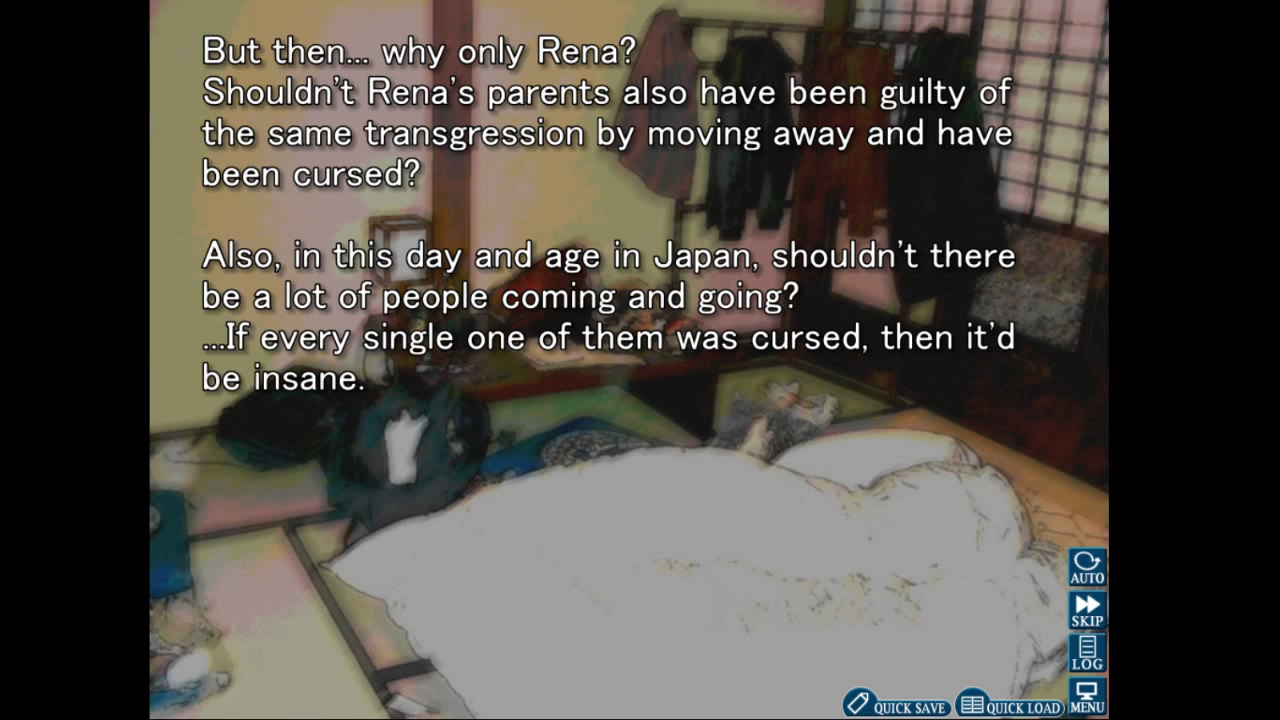 But then... why only Rena?
Shouldn't Rena's parents also have been guilty of
the same transgression by moving away and have
been cursed?
Also, in this day and age in Japan, shouldn't there
be a lot of people coming and going?
...If every single one of them was cursed, then it'd
be insane.
AUTO
SKIP
LOG
MENU
QUICK SAVE
QUICK LOAD